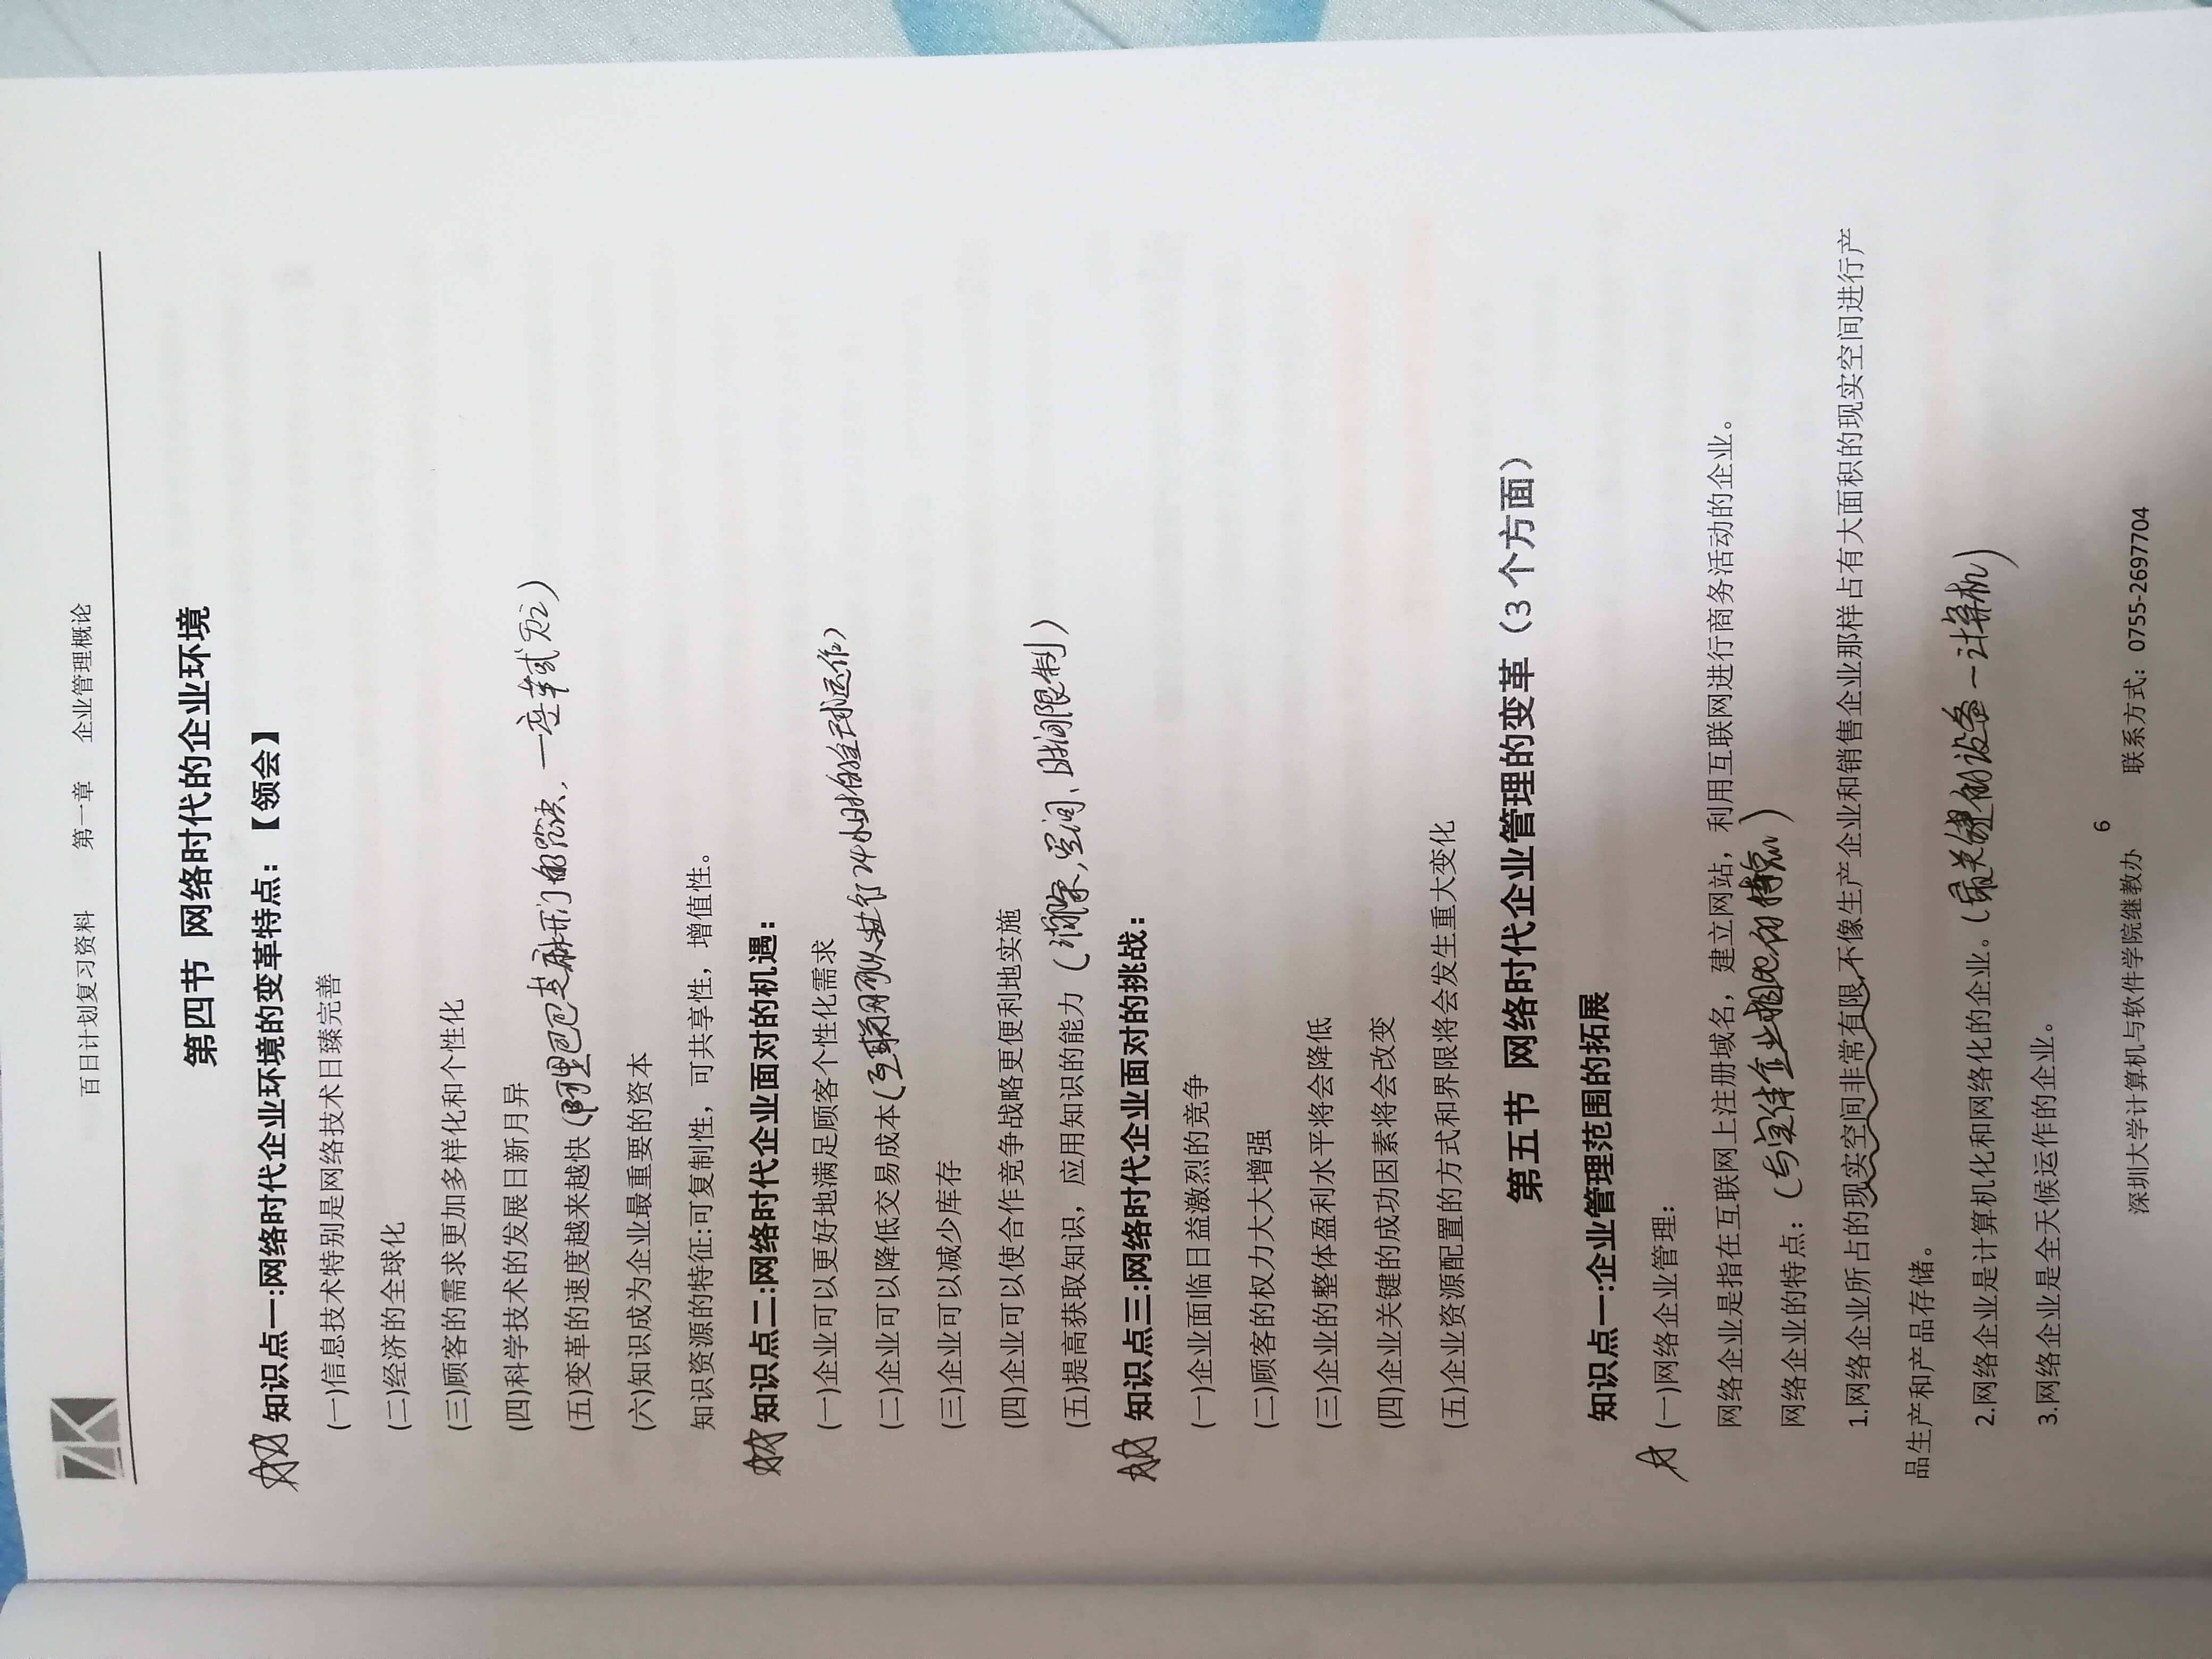 ZK
百日计划复习资料 第一章 企业管理概论
第四节 网络时代的企业环境
知识点一:网络时代企业环境的变革特点：【领会】
(一)信息技术特别是网络技术日臻完善
(二)经济的全球化
(三)顾客的需求更加多样化和个性化
(四)科学技术的发展日新月异
(五)变革的速度越来越快(阿里巴巴芝麻开门的
(六)知识成为企业最重要的资本
知识资源的特征:可复制性，可共享性，增值性。
知识点二:网络时代企业面对的机遇：
(一)企业可以更好地满足顾客个性化需求
(二)企业可以降低交易成本(互联网可以进行24小时的全球运作)
(三)企业可以减少库存
(四)企业可以使合作竞争战略更便利地实施
(五)提高获取知识，应用知识的能力(消除，空间、时间限制)
知识点三:网络时代企业面对的挑战：
(一)企业面临日益激烈的竞争
(二)顾客的权力大大增强
(三)企业的整体盈利水平将会降低
(四)企业关键的成功因素将会改变
(五)企业资源配置的方式和界限将会发生重大变化
第五节 网络时代企业管理的变革（3 个方面）
知识点一:企业管理范围的拓展
(一)网络企业管理：
网络企业是指在互联网上注册域名，建立网站，利用互联网进行商务活动的企业。
网络企业的特点：(与实体企业相比的特点)
1.网络企业所占的现实空间非常有限,不像生产企业和销售企业那样占有大面积的现实空间进行产
品生产和产品存储。
2.网络企业是计算机化和网络化的企业。(最关键的设备—计算机)
3.网络企业是全天候运作的企业。
6
深圳大学计算机与软件学院继教办 联系方式：0755-2697704